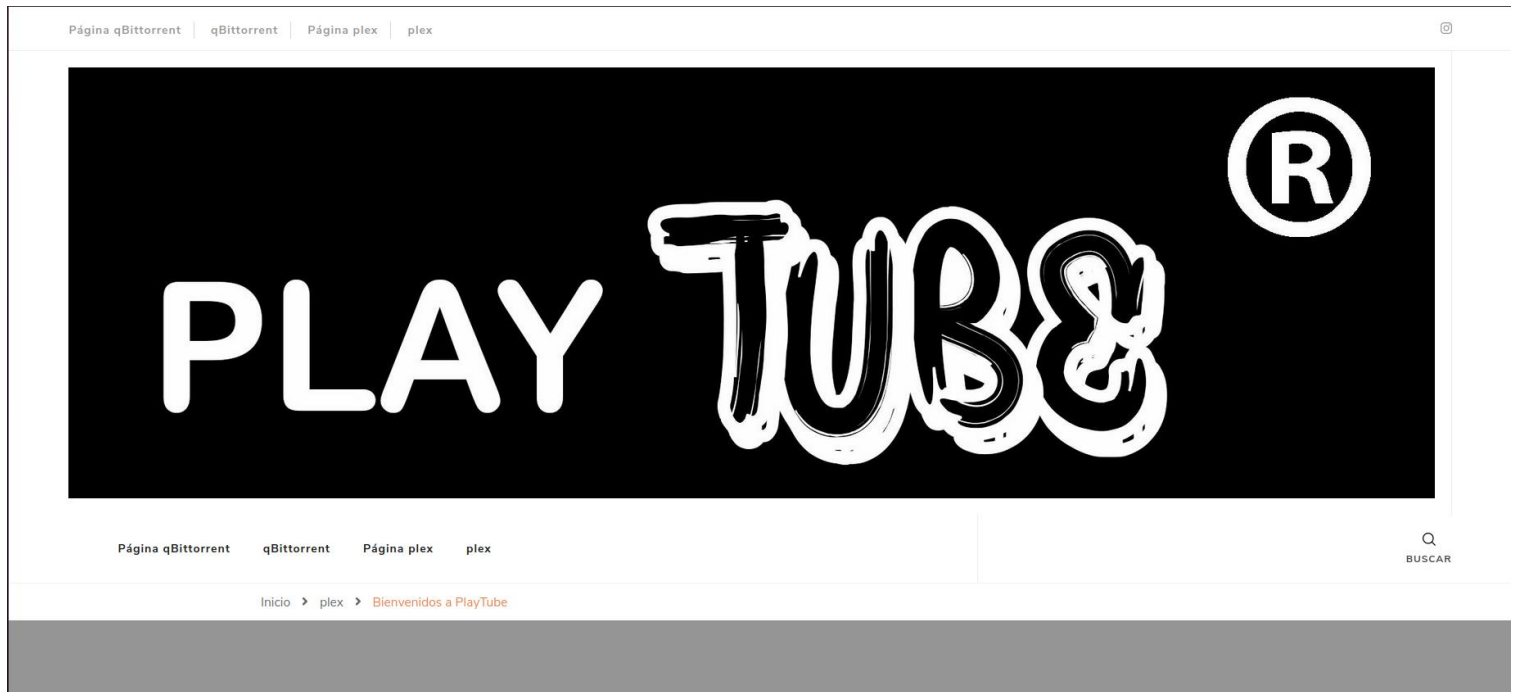 Página qBittorrent qBittorrent Página plex plex
R
PLAY TUBE
Página qBittorrent qBittorrent Página plex plex
BUSCAR
Inicio > plex > Bienvenidos a PlayTube